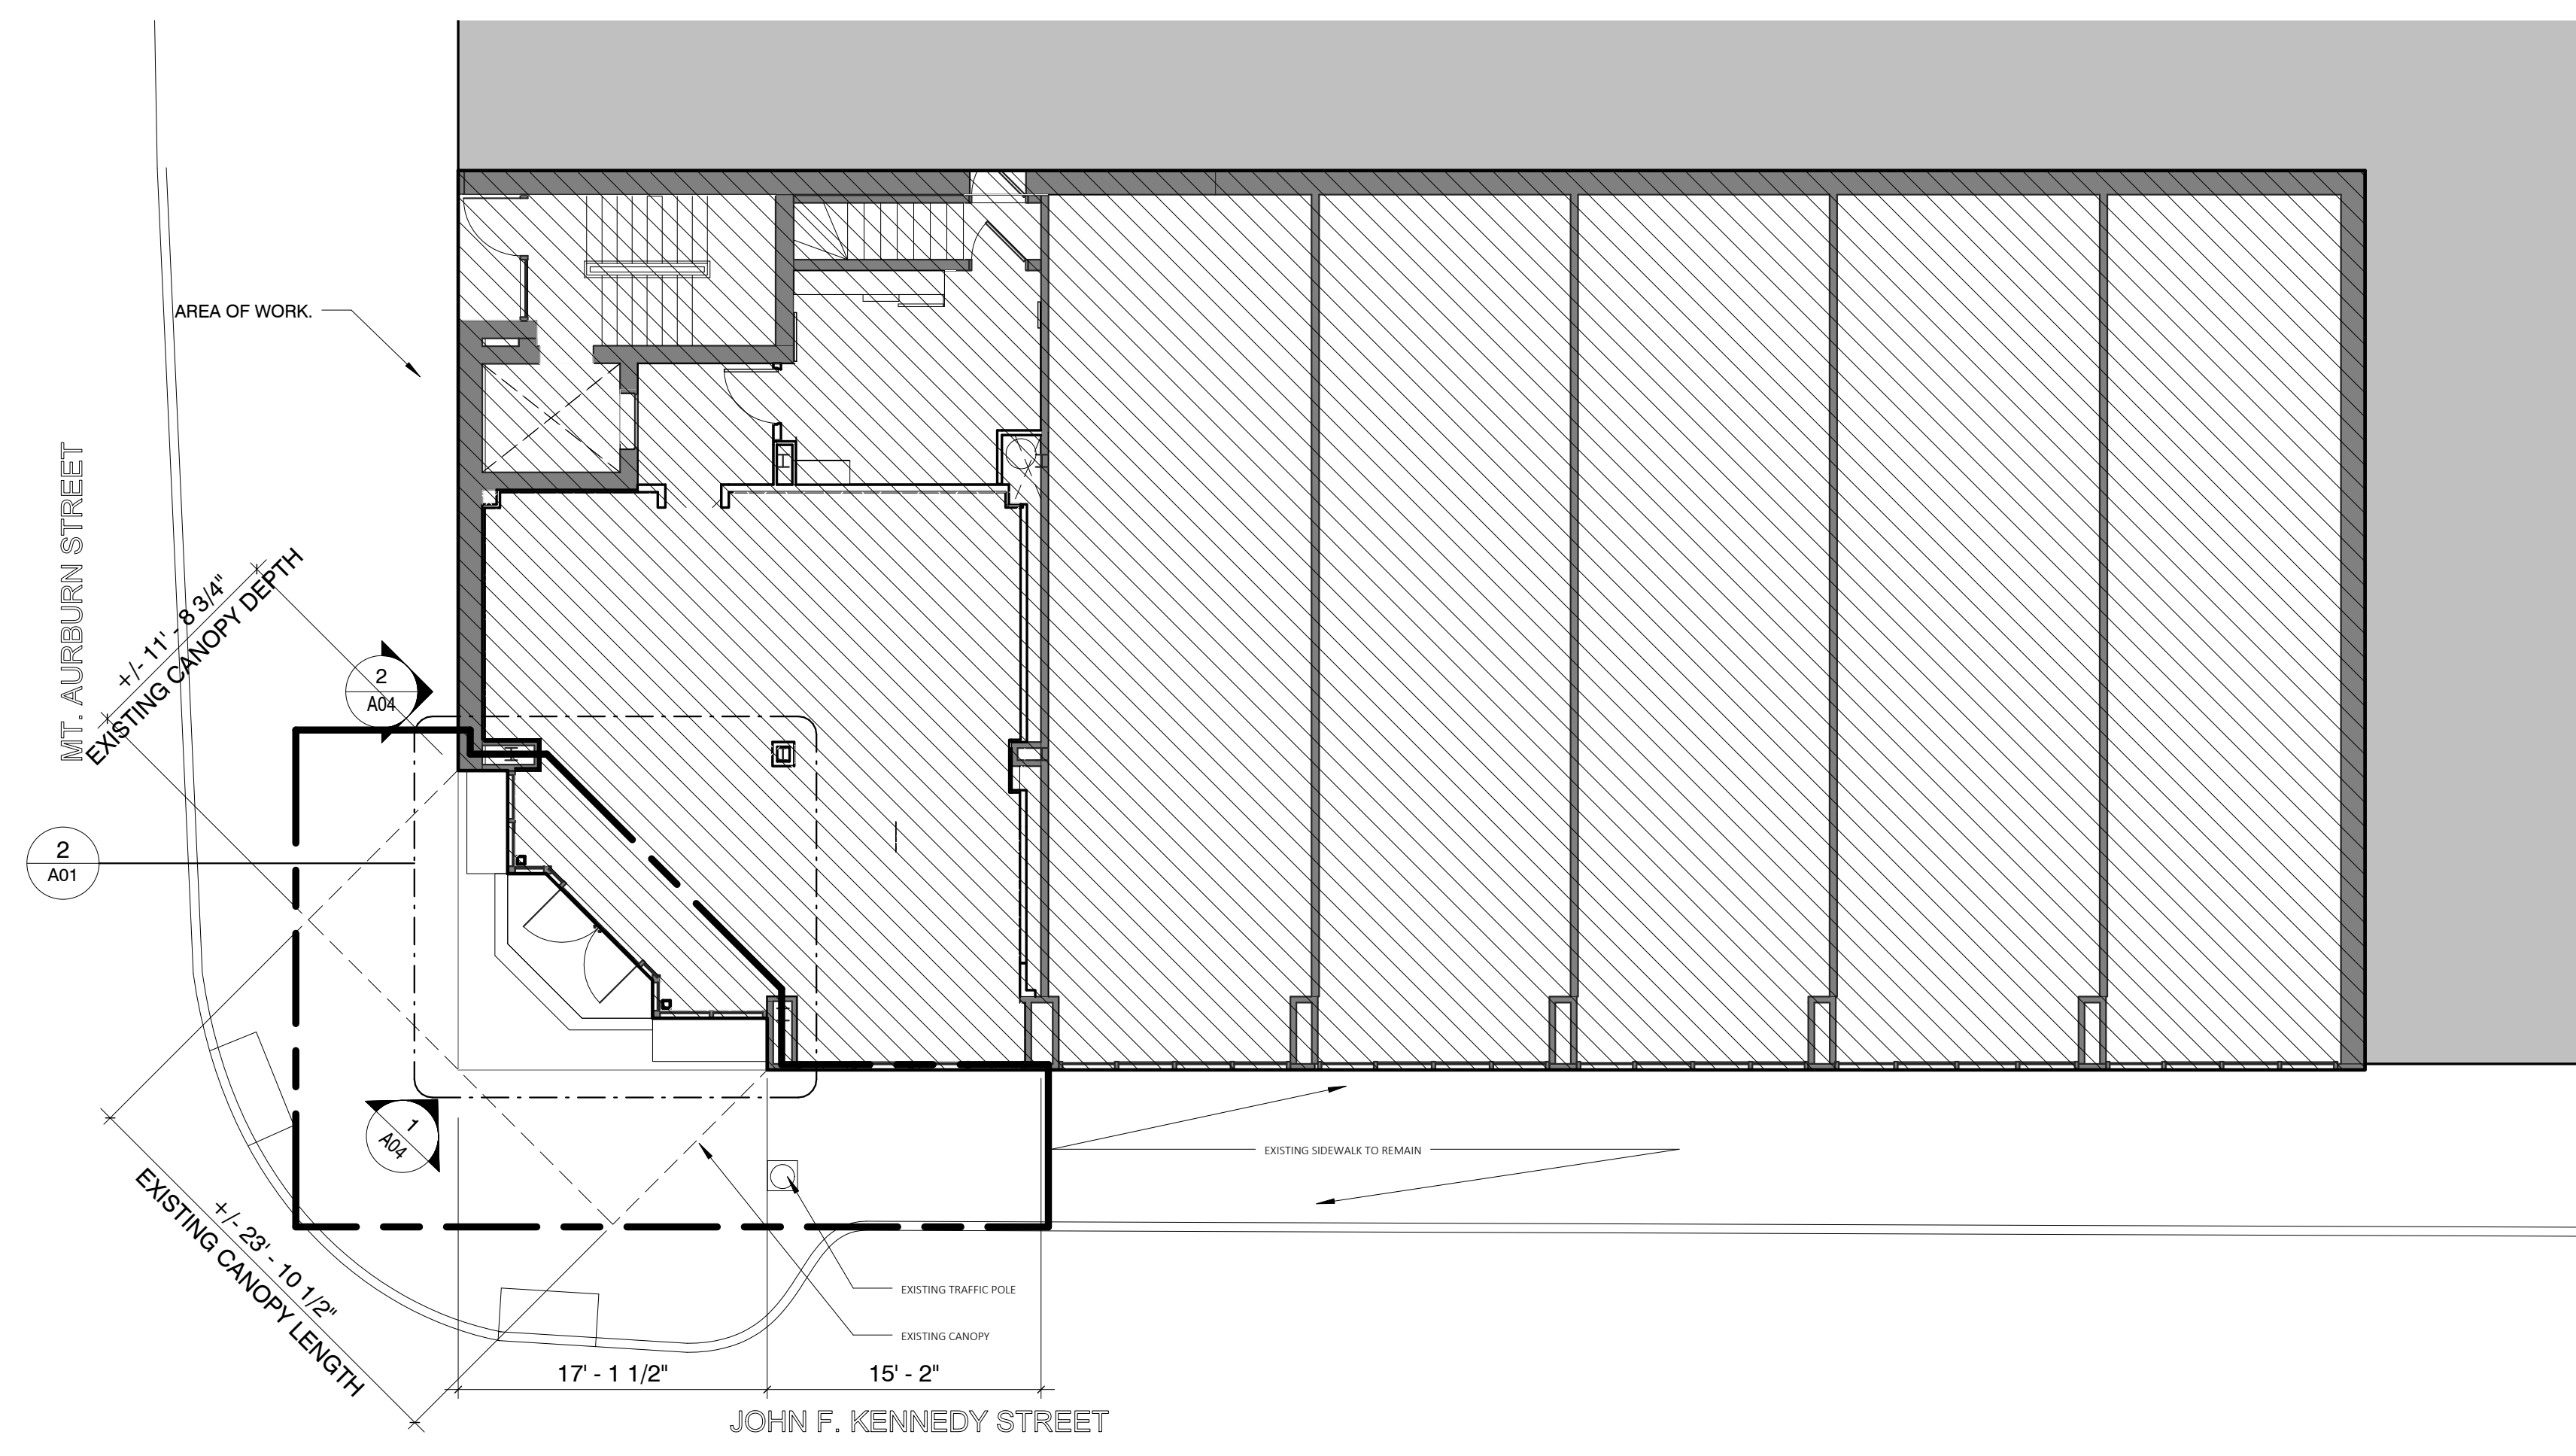 AREA OF WORK.
MT. AURBURN STREET
+/- 11' - 8 3/4"
EXISTING CANOPY DEPTH
2
A04
2
A01
1
A04
EXISTING SIDEWALK TO REMAIN
+/- 23' - 10 1/2"
EXISTING CANOPY LENGTH
EXISTING TRAFFIC POLE
EXISTING CANOPY
17' - 1 1/2"
15' - 2"
JOHN F. KENNEDY STREET